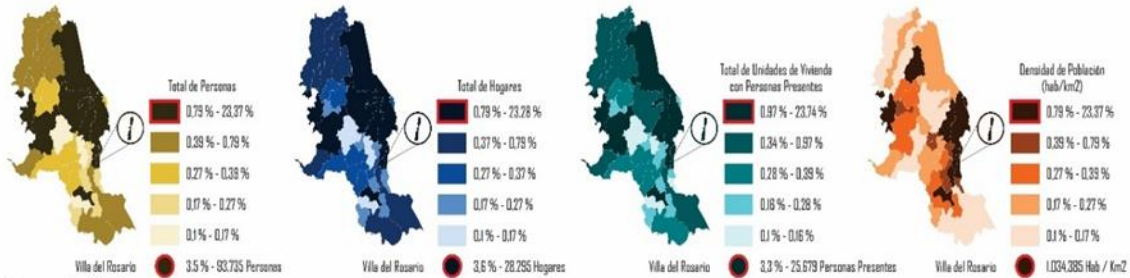 Total de Personas
0,79 % - 23,37 %
0,39 % - 0,79 %
0,27 % - 0,39 %
0,17 % - 0,27 %
0,1 % - 0,17 %
Villa del Rosario
3.5 % - 93.735 Personas
Total de Hogares
0,79 % - 23,28 %
0,37 % - 0,79 %
0,27 % - 0,37 %
0,17 % - 0,27 %
0,1 % - 0,17 %
Villa del Rosario
3,6 % - 28.295 Hogares
Total de Unidades de Vivienda
con Personas Presentes
0,97 % - 23,74 %
0,34 % - 0,97 %
0,28 % - 0,39 %
0,16 % - 0,28 %
0,1 % - 0,16 %
Villa del Rosario
3,3 % - 25.679 Personas Presentes
Densidad de Población
(hab/km2)
0,79 % - 23,37 %
0,39 % - 0,79 %
0,27 % - 0,39 %
0,17 % - 0,27 %
0,1 % - 0,17 %
Villa del Rosario
1.034,385 Hab / Km2